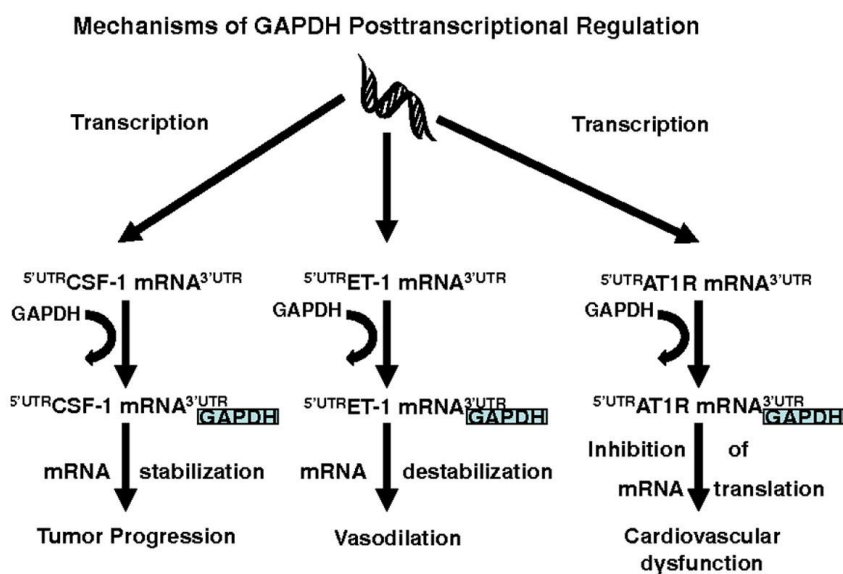 Mechanisms of GAPDH Posttranscriptional Regulation
Transcription
Transcription
5'UTRCSF-1 mRNA3'UTR
GAPDH
5'UTRCSF-1 mRNA3'UTR
GAPDH
mRNA stabilization
Tumor Progression
5'UTRET-1 mRNA3'UTR
GAPDH
5'UTRET-1 mRNA3'UTR
GAPDH
mRNA destabilization
Vasodilation
5'UTRAT1R mRNA3'UTR
GAPDH
5'UTRAT1R mRNA3'UTR
GAPDH
Inhibition of
mRNA translation
Cardiovascular
dysfunction